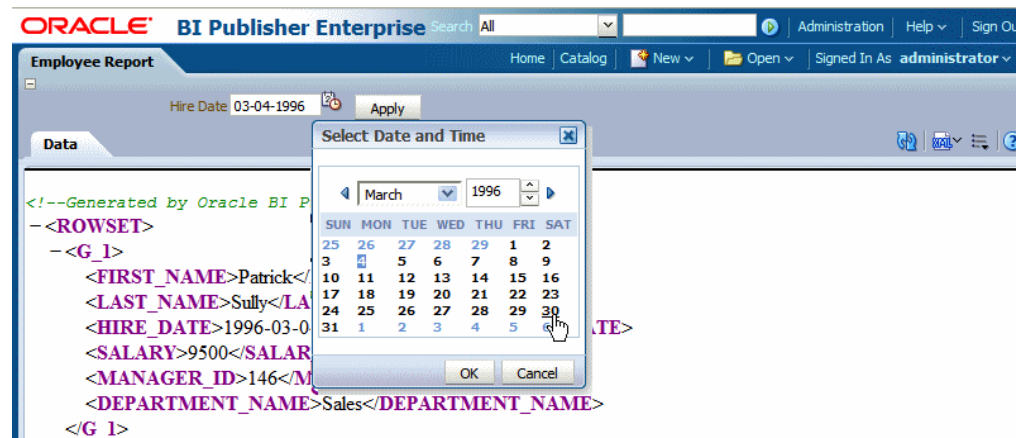 ORACLE BI Publisher Enterprise Search All Administration Help Sign
Employee Report Home Catalog New Open Signed In As administrator
Hire Date 03-04-1996 Apply
Select Date and Time
Data
March 1996
SUN MON TUE WED THU FRI SAT
25 26 27 28 29 1 2
3 4 5 6 7 8 9
10 11 12 13 14 15 16
17 18 19 20 21 22 23
24 25 26 27 28 29 30
31 1 2 3 4 5 6
OK Cancel
<!--Generated by Oracle BI P
−<ROWSET>
−<G_1>
<FIRST_NAME>Patrick</
<LAST_NAME>Sully</LA
<HIRE_DATE>1996-03-0 ATE>
<SALARY>9500</SALAR
<MANAGER_ID>146</M
<DEPARTMENT_NAME>Sales</DEPARTMENT_NAME>
</G_1>